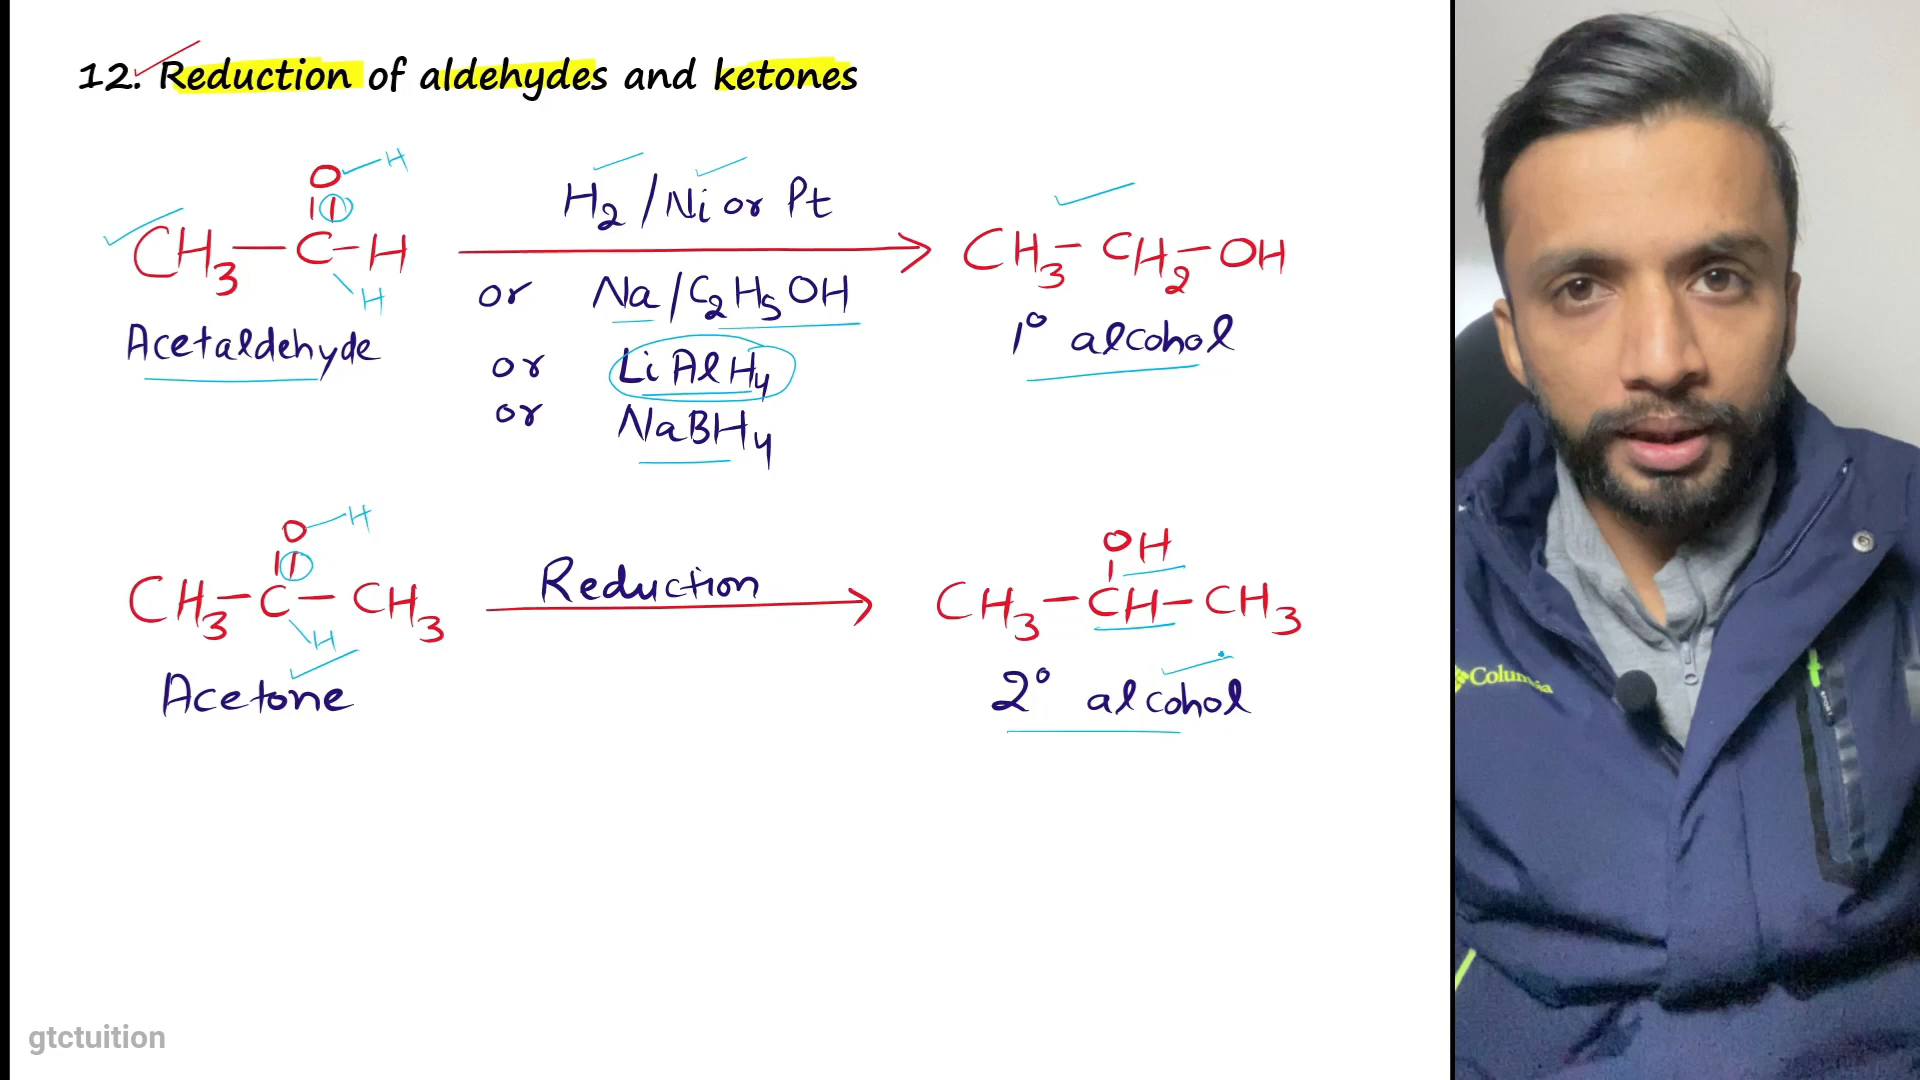 12. Reduction of aldehydes and ketones
O H
||
CH3 — C — H
H
Acetaldehyde
H2 / Ni or Pt
or Na / C2H5OH
or LiAlH4
or NaBH4
CH3 - CH2 - OH
1° alcohol
O H
||
CH3 - C - CH3
H
Acetone
Reduction
OH
CH3 - CH - CH3
2° alcohol
Columbia
gtctuition